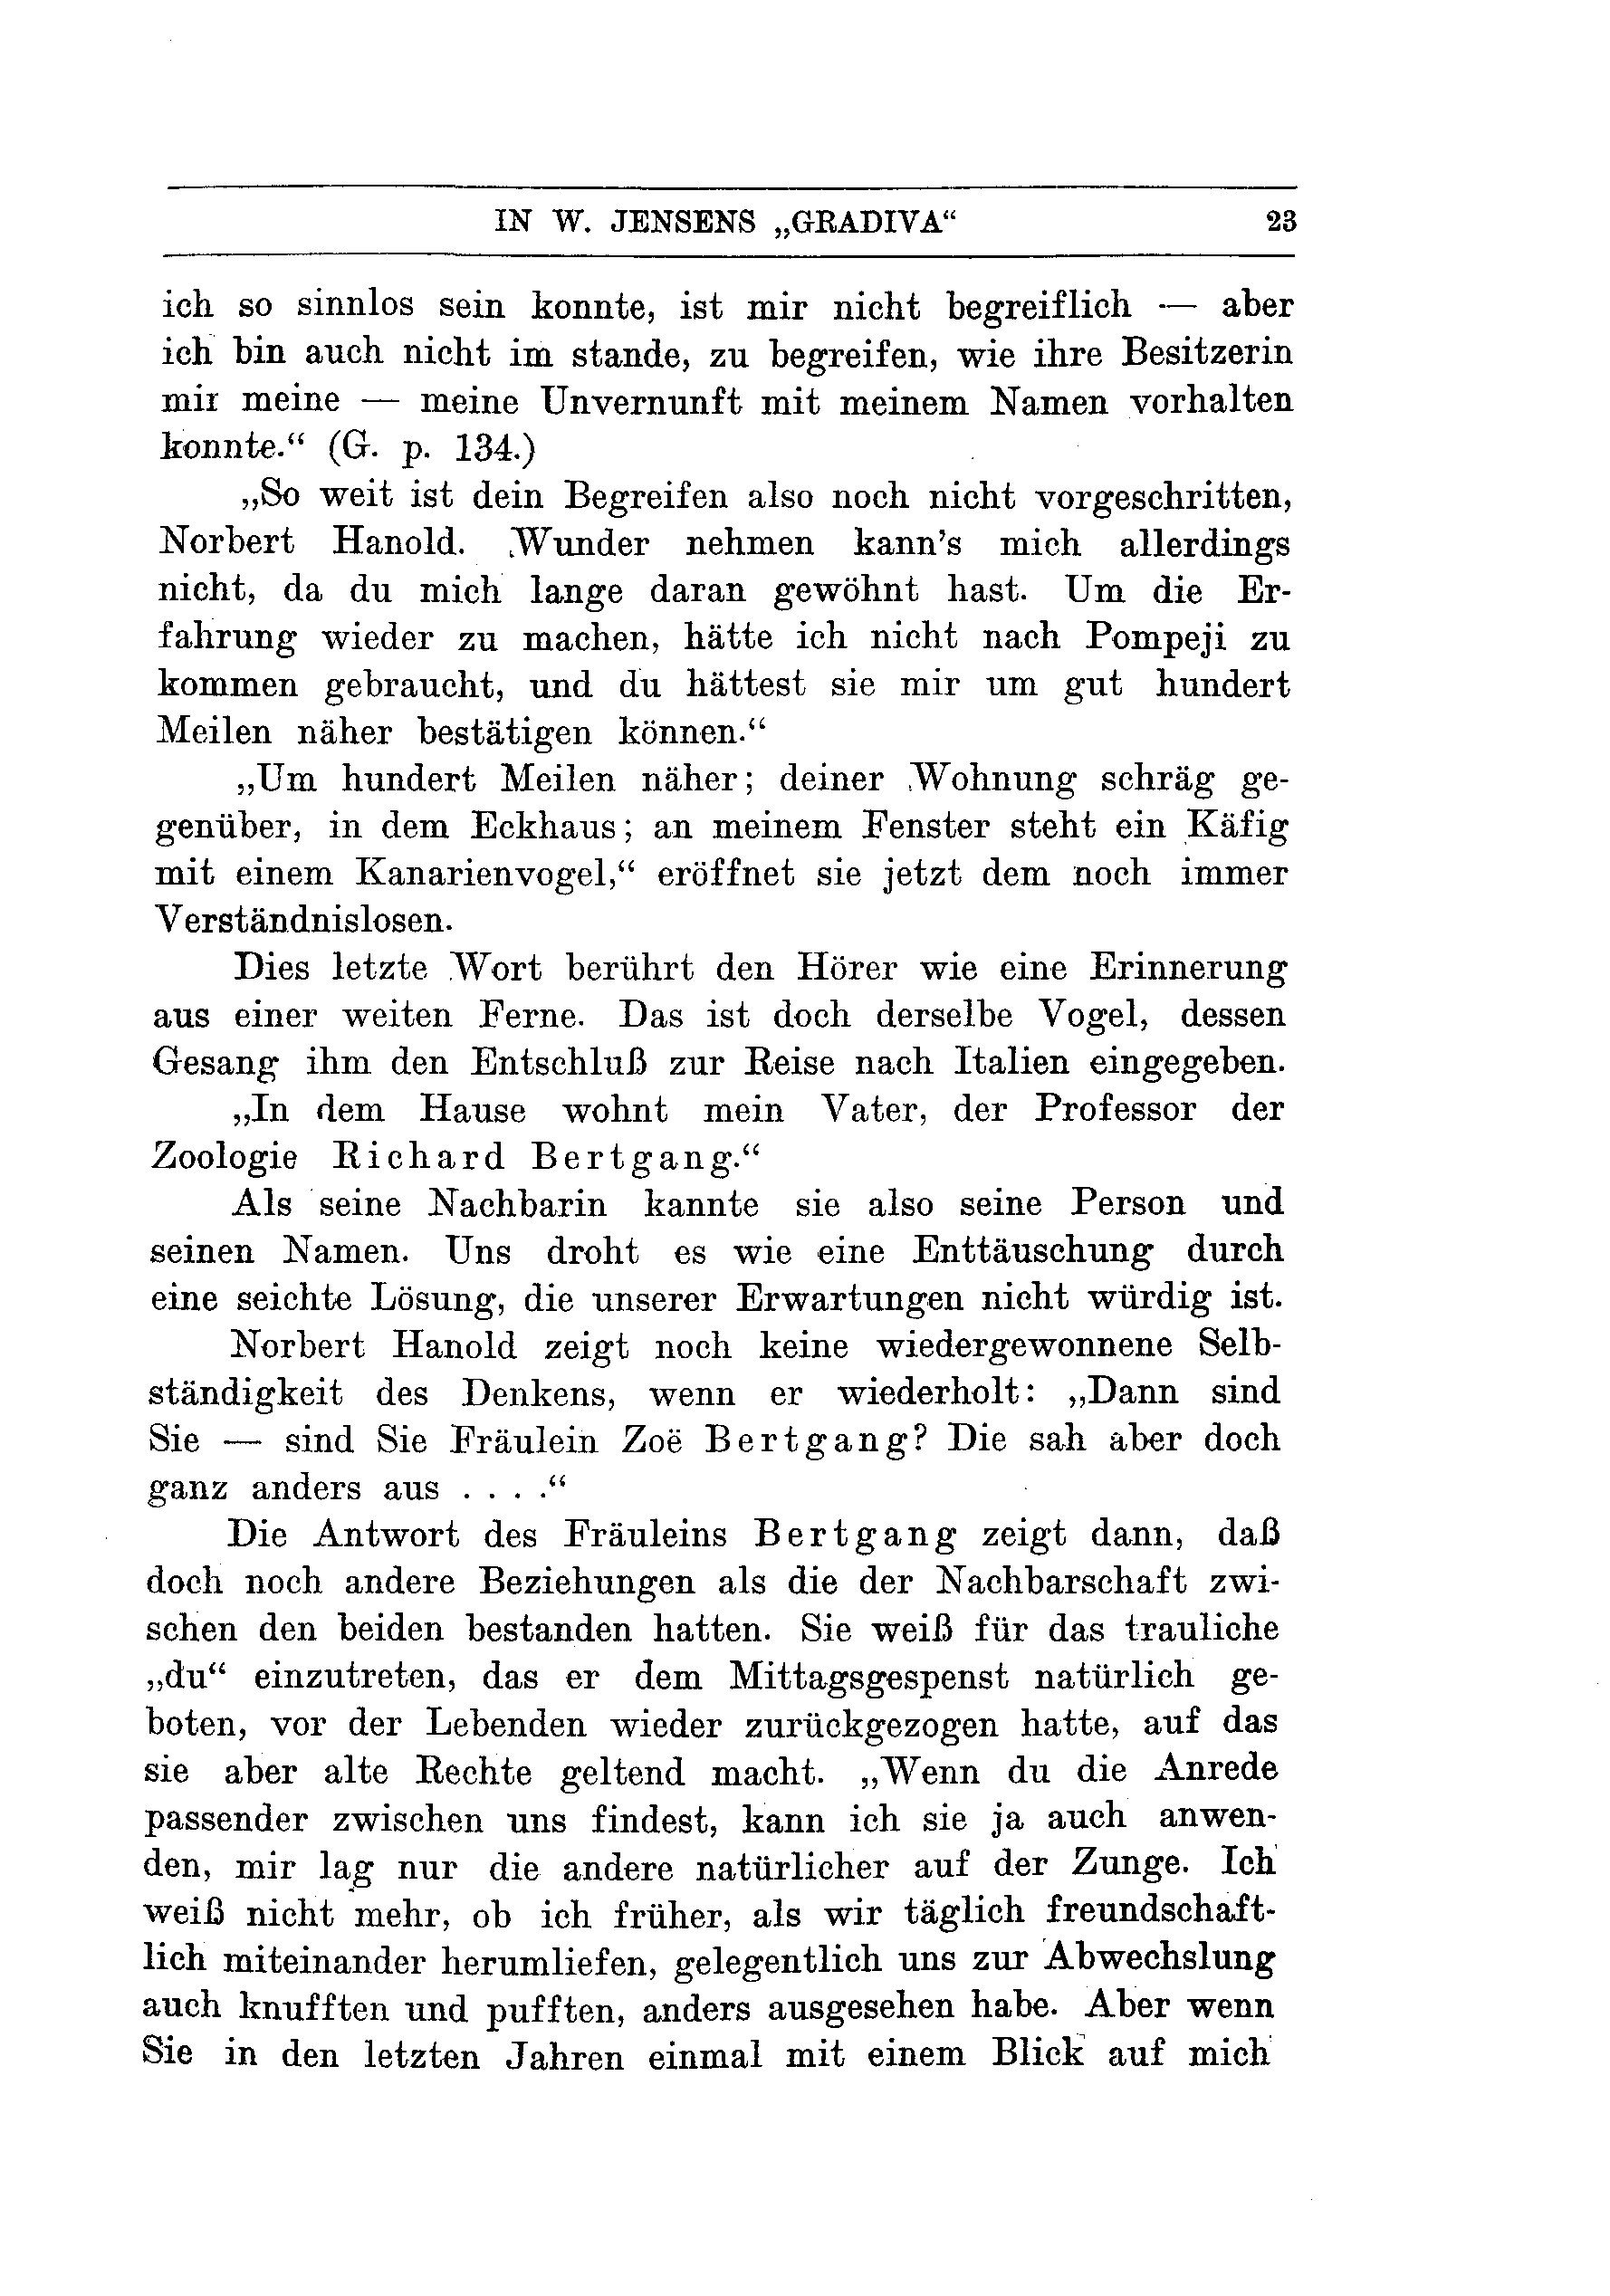 IN W. JENSENS „GRADIVA“ 23
ich so sinnlos sein konnte, ist mir nicht begreiflich — aber
ich bin auch nicht im stande, zu begreifen, wie ihre Besitzerin
mir meine — meine Unvernunft mit meinem Namen vorhalten
konnte.“ (G. p. 134.)
„So weit ist dein Begreifen also noch nicht vorgeschritten,
Norbert Hanold. Wunder nehmen kann’s mich allerdings
nicht, da du mich lange daran gewöhnt hast. Um die Er-
fahrung wieder zu machen, hätte ich nicht nach Pompeji zu
kommen gebraucht, und du hättest sie mir um gut hundert
Meilen näher bestätigen können.“
„Um hundert Meilen näher; deiner Wohnung schräg ge-
genüber, in dem Eckhaus; an meinem Fenster steht ein Käfig
mit einem Kanarienvogel,“ eröffnet sie jetzt dem noch immer
Verständnislosen.
Dies letzte Wort berührt den Hörer wie eine Erinnerung
aus einer weiten Ferne. Das ist doch derselbe Vogel, dessen
Gesang ihm den Entschluß zur Reise nach Italien eingegeben.
„In dem Hause wohnt mein Vater, der Professor der
Zoologie Richard Bertgang.“
Als seine Nachbarin kannte sie also seine Person und
seinen Namen. Uns droht es wie eine Enttäuschung durch
eine seichte Lösung, die unserer Erwartungen nicht würdig ist.
Norbert Hanold zeigt noch keine wiedergewonnene Selb-
ständigkeit des Denkens, wenn er wiederholt: „Dann sind
Sie — sind Sie Fräulein Zoë Bertgang? Die sah aber doch
ganz anders aus . . . .“
Die Antwort des Fräuleins Bertgang zeigt dann, daß
doch noch andere Beziehungen als die der Nachbarschaft zwi-
schen den beiden bestanden hatten. Sie weiß für das trauliche
„du“ einzutreten, das er dem Mittagsgespenst natürlich ge-
boten, vor der Lebenden wieder zurückgezogen hatte, auf das
sie aber alte Rechte geltend macht. „Wenn du die Anrede
passender zwischen uns findest, kann ich sie ja auch anwen-
den, mir lag nur die andere natürlicher auf der Zunge. Ich
weiß nicht mehr, ob ich früher, als wir täglich freundschaft-
lich miteinander herumliefen, gelegentlich uns zur Abwechslung
auch knufften und pufften, anders ausgesehen habe. Aber wenn
Sie in den letzten Jahren einmal mit einem Blick auf mich